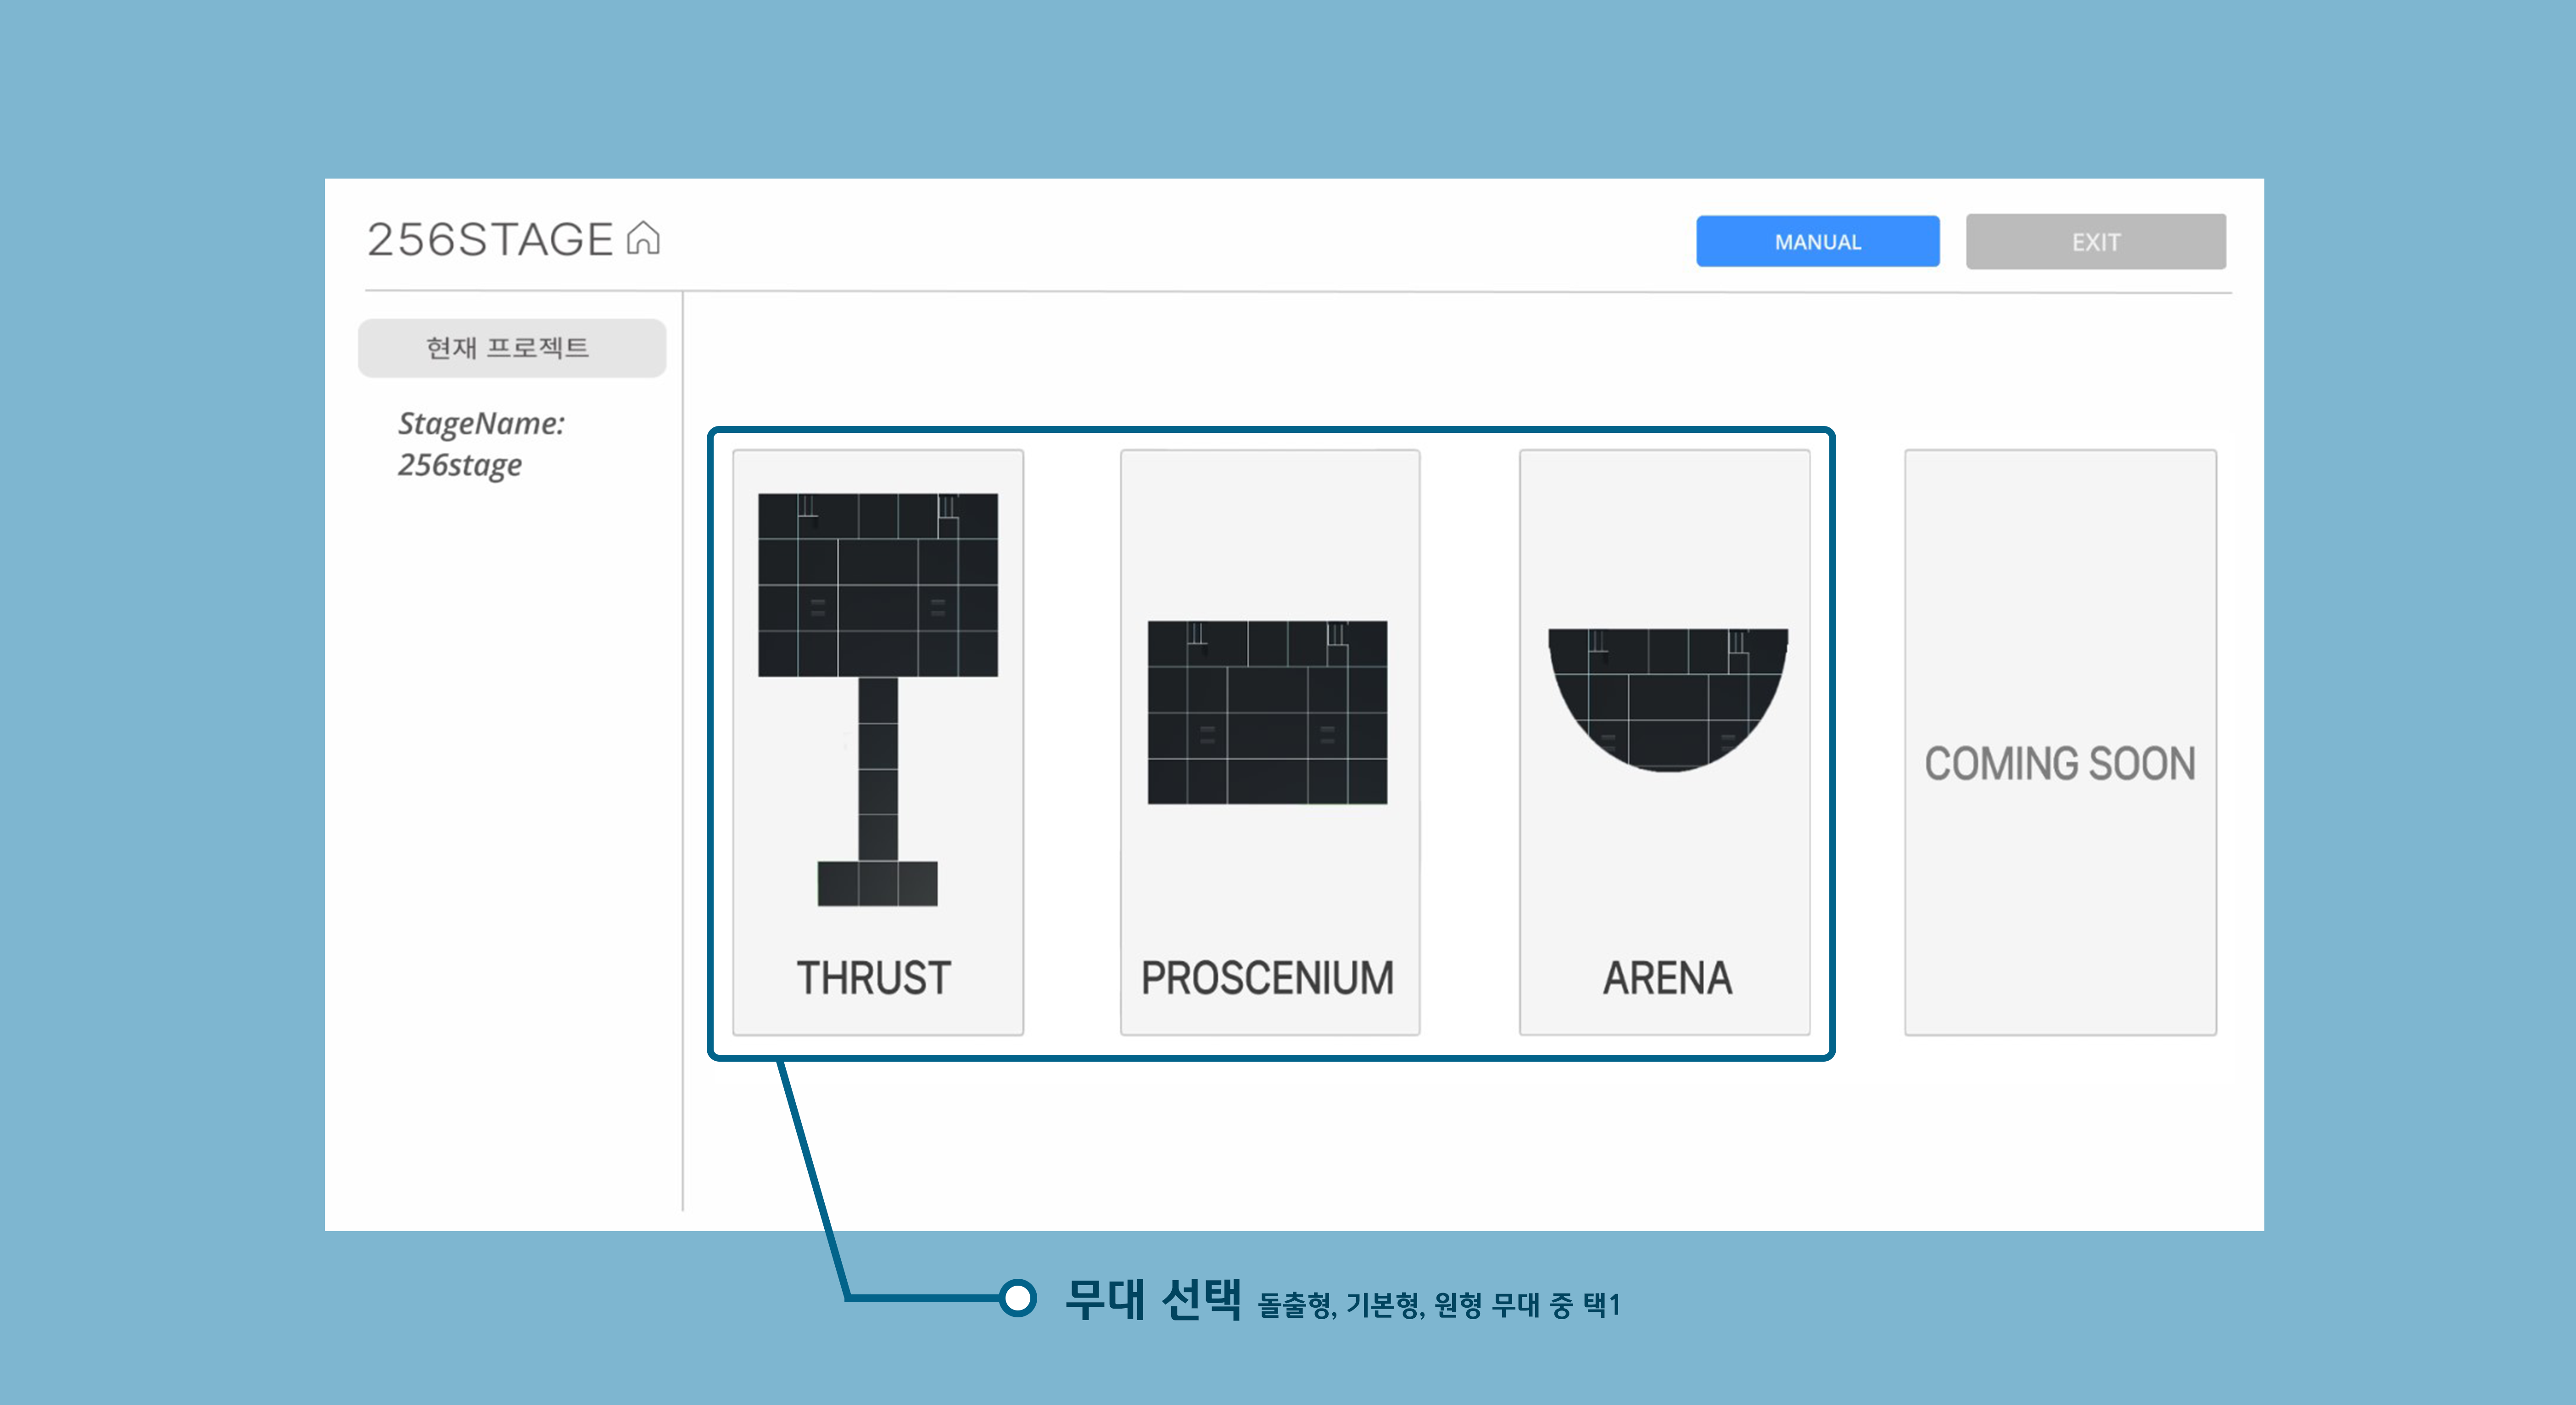 256STAGE
MANUAL
EXIT
현재 프로젝트
StageName:
256stage
THRUST
PROSCENIUM
ARENA
COMING SOON
무대 선택 돌출형, 기본형, 원형 무대 중 택1